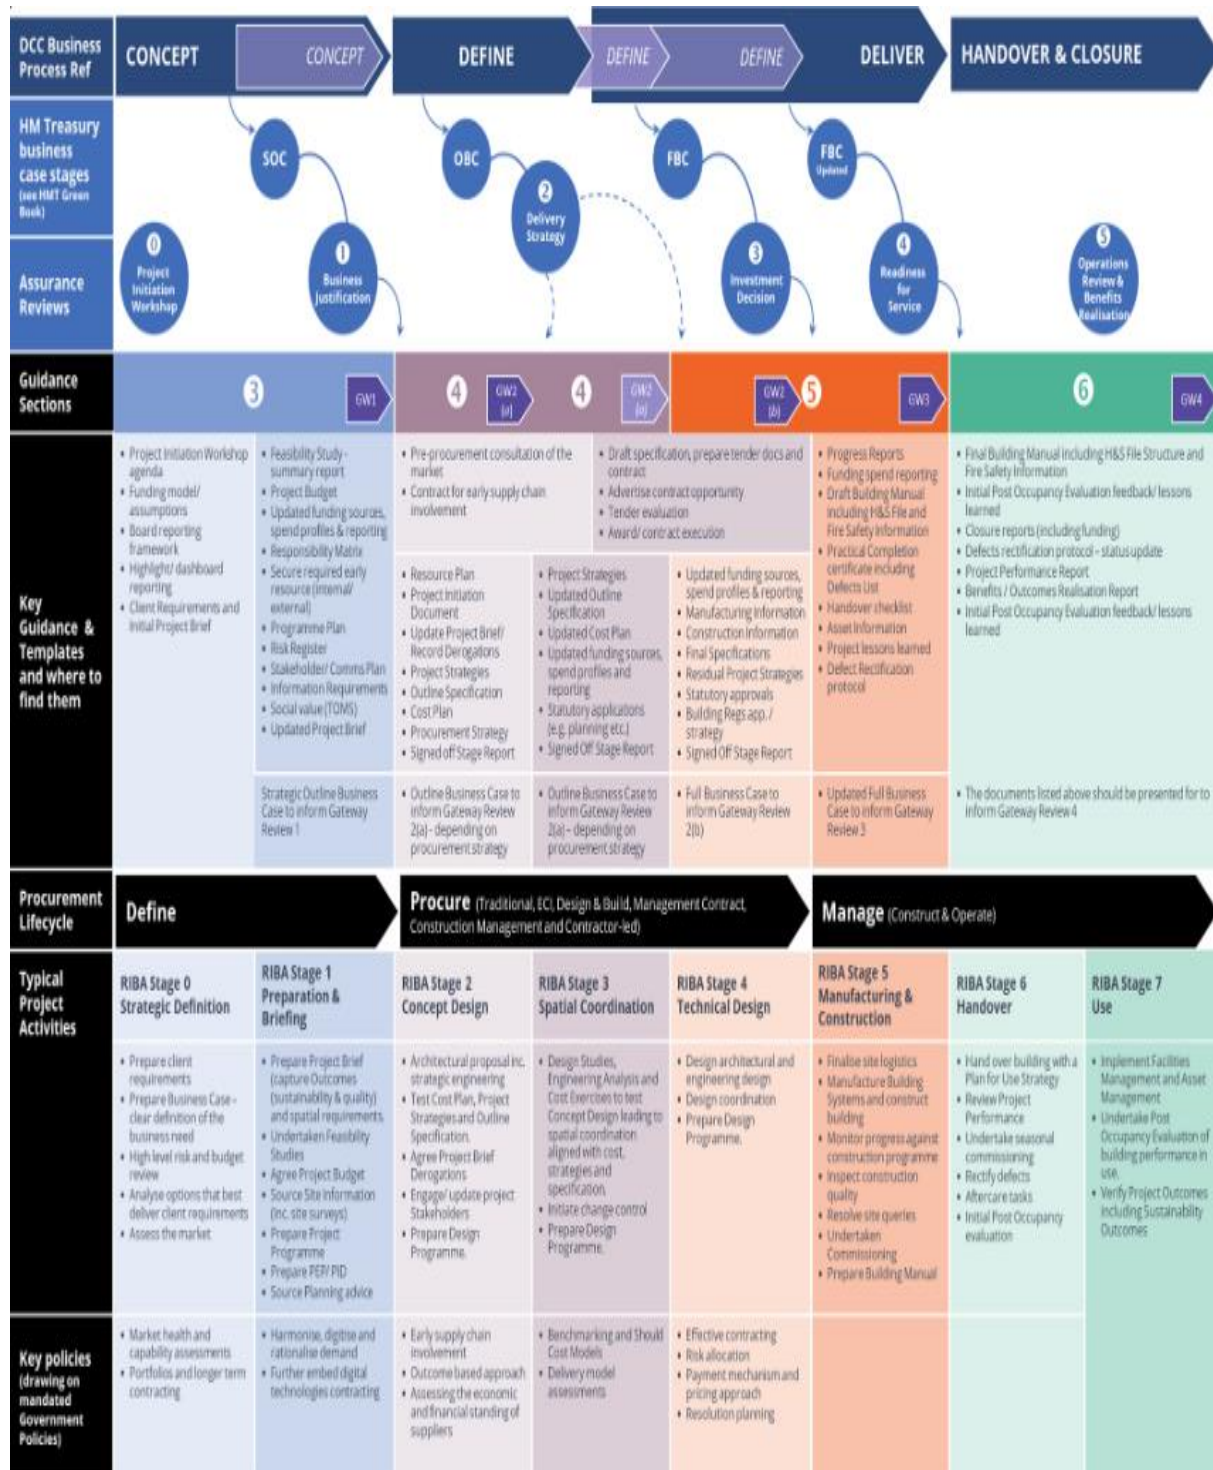 DCC Business
Process Ref
CONCEPT
CONCEPT
DEFINE
DEFINE
DEFINE
DELIVER
HANDOVER & CLOSURE
HM Treasury
business
case stages
(see HMT Green
Book)
SOC
OBC
FBC
FBC
Updated
Assurance
Reviews
0
Project
Initiation
Workshop
1
Business
Justification
2
Delivery
Strategy
3
Investment
Decision
4
Readiness
for
Service
5
Operations
Review &
Benefits
Realisation
Guidance
Sections
3
GW1
4
GW2
(a)
4
GW2
(a)
GW2
(b)
5
GW3
6
GW4
Key
Guidance &
Templates
and where to
find them
• Project Initiation Workshop
agenda
• Funding model/
assumptions
• Board reporting
framework
• Highlight/ dashboard
reporting
• Client Requirements and
Initial Project Brief
• Feasibility Study -
summary report
• Project Budget
• Updated funding sources,
spend profiles & reporting
• Responsibility Matrix
• Secure required early
resource (internal/
external)
• Programme Plan
• Risk Register
• Stakeholder/ Comms Plan
• Information Requirements
• Social value (TOMS)
• Updated Project Brief
Strategic Outline Business
Case to inform Gateway
Review 1
• Pre-procurement consultation of the
market
• Contract for early supply chain
involvement
• Draft specification, prepare tender docs and
contract
• Advertise contract opportunity
• Tender evaluation
• Award/ contract execution
• Resource Plan
• Project Initiation
Document
• Update Project Brief/
Record Derogations
• Project Strategies
• Outline Specification
• Cost Plan
• Procurement Strategy
• Signed off Stage Report
• Project Strategies
• Updated Outline
Specification
• Updated Cost Plan
• Updated funding sources,
spend profiles and
reporting
• Statutory applications
(e.g. planning etc.)
• Signed Off Stage Report
• Updated funding sources,
spend profiles & reporting
• Manufacturing Information
• Construction Information
• Final Specifications
• Residual Project Strategies
• Statutory approvals
• Building Regs app. /
strategy
• Signed Off Stage Report
• Progress Reports
• Funding spend reporting
• Draft Building Manual
including H&S File and
Fire Safety Information
• Practical Completion
certificate including
Defects List
• Handover checklist
• Asset Information
• Project lessons learned
• Defect Rectification
protocol
• Final Building Manual including H&S File Structure and
Fire Safety Information
• Initial Post Occupancy Evaluation feedback/ lessons
learned
• Closure reports (including funding)
• Defects rectification protocol – status update
• Project Performance Report
• Benefits / Outcomes Realisation Report
• Initial Post Occupancy Evaluation feedback/ lessons
learned
• Outline Business Case to
inform Gateway Review
2(a) - depending on
procurement strategy
• Outline Business Case to
inform Gateway Review
2(a) – depending on
procurement strategy
• Full Business Case to
inform Gateway Review
2(b)
• Updated Full Business
Case to inform Gateway
Review 3
• The documents listed above should be presented for to
inform Gateway Review 4
Procurement
Lifecycle
Define
Procure (Traditional, ECI, Design & Build, Management Contract,
Construction Management and Contractor-led)
Manage (Construct & Operate)
Typical
Project
Activities
RIBA Stage 0
Strategic Definition
RIBA Stage 1
Preparation &
Briefing
RIBA Stage 2
Concept Design
RIBA Stage 3
Spatial Coordination
RIBA Stage 4
Technical Design
RIBA Stage 5
Manufacturing &
Construction
RIBA Stage 6
Handover
RIBA Stage 7
Use
• Prepare client
requirements
• Prepare Business Case -
clear definition of the
business need
• High level risk and budget
review
• Analyse options that best
deliver client requirements
• Assess the market
• Prepare Project Brief
(capture Outcomes
(sustainability & quality)
and spatial requirements
• Undertaken Feasibility
Studies
• Agree Project Budget
• Source Site Information
(inc. site surveys)
• Prepare Project
Programme
• Prepare PEP/ PID
• Source Planning advice
• Architectural proposal inc.
strategic engineering
• Test Cost Plan, Project
Strategies and Outline
Specification.
• Agree Project Brief
Derogations
• Engage/ update project
Stakeholders
• Prepare Design
Programme.
• Design Studies,
Engineering Analysis and
Cost Exercises to test
Concept Design leading to
spatial coordination
aligned with cost,
strategies and
specification.
• Initiate change control
• Prepare Design
Programme.
• Design architectural and
engineering design
• Design coordination
• Prepare Design
Programme.
• Finalise site logistics
• Manufacture Building
Systems and construct
building
• Monitor progress against
construction programme
• Inspect construction
quality
• Resolve site queries
• Undertaken
Commissioning
• Prepare Building Manual
• Hand over building with a
Plan for Use Strategy
• Review Project
Performance
• Undertake seasonal
commissioning
• Rectify defects
• Aftercare tasks
• Initial Post Occupancy
evaluation
• Implement Facilities
Management and Asset
Management
• Undertake Post
Occupancy Evaluation of
building performance in
use.
• Verify Project Outcomes
including Sustainability
Outcomes
Key policies
(drawing on
mandated
Government
Policies)
• Market health and
capability assessments
• Portfolios and longer term
contracting
• Harmonise, digitise and
rationalise demand
• Further embed digital
technologies contracting
• Early supply chain
involvement
• Outcome based approach
• Assessing the economic
and financial standing of
suppliers
• Benchmarking and Should
Cost Models
• Delivery model
assessments
• Effective contracting
• Risk allocation
• Payment mechanism and
pricing approach
• Resolution planning